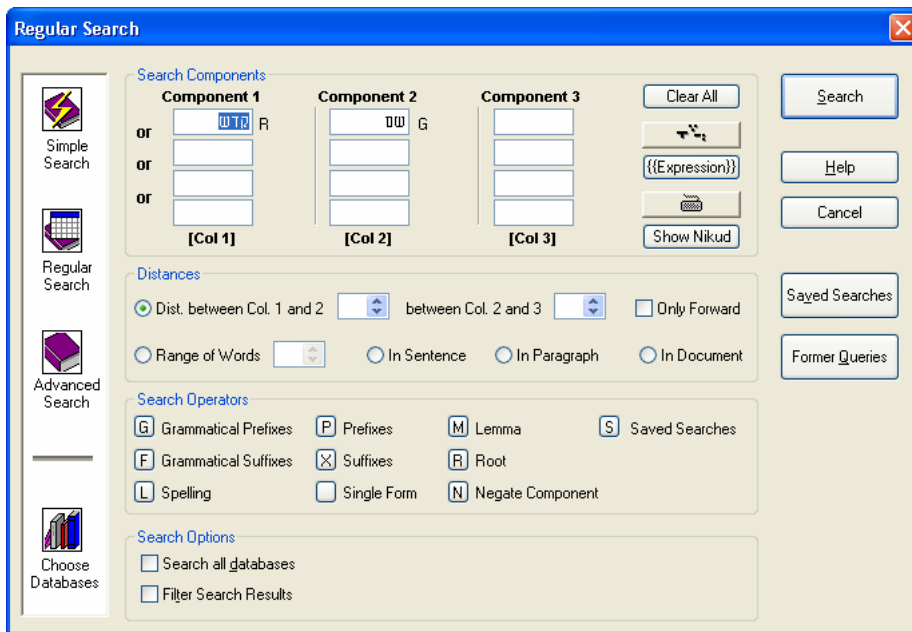 Regular Search
Simple Search
Regular Search
Advanced Search
Choose Databases
Search Components
Component 1 Component 2 Component 3
R G
or
or
or
[Col 1] [Col 2] [Col 3]
Clear All
{{Expression}}
Show Nikud
Distances
Dist. between Col. 1 and 2 between Col. 2 and 3 Only Forward
Range of Words In Sentence In Paragraph In Document
Search Operators
G Grammatical Prefixes P Prefixes M Lemma S Saved Searches
F Grammatical Suffixes X Suffixes R Root
L Spelling Single Form N Negate Component
Search Options
Search all databases
Filter Search Results
Search
Help
Cancel
Saved Searches
Former Queries